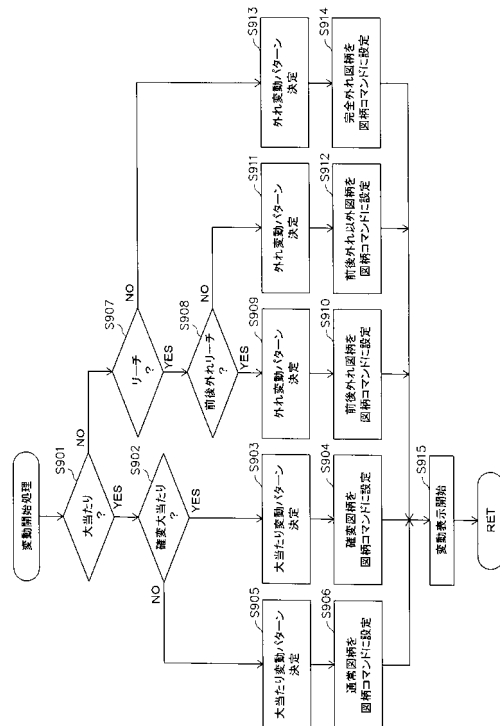 変動開始処理
S901
大当たり
?
NO
YES
S902
確変大当たり
?
NO
YES
S907
リーチ
?
NO
YES
S908
前後外れリーチ
?
NO
YES
S905
大当たり変動パターン
決定
S903
大当たり変動パターン
決定
S909
外れ変動パターン
決定
S911
外れ変動パターン
決定
S913
外れ変動パターン
決定
S906
通常図柄を
図柄コマンドに設定
S904
確変図柄を
図柄コマンドに設定
S910
前後外れ図柄を
図柄コマンドに設定
S912
前後外れ以外図柄を
図柄コマンドに設定
S914
完全外れ図柄を
図柄コマンドに設定
S915
変動表示開始
RET